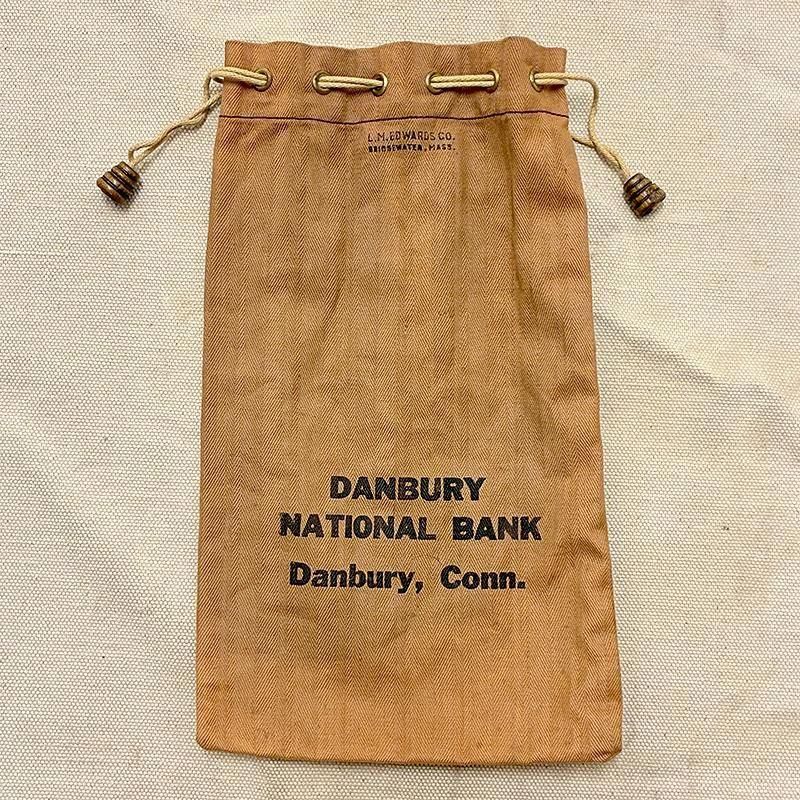 L.M. EDWARDS CO.
BRIDGEWATER, MASS.
DANBURY
NATIONAL BANK
Danbury, Conn.